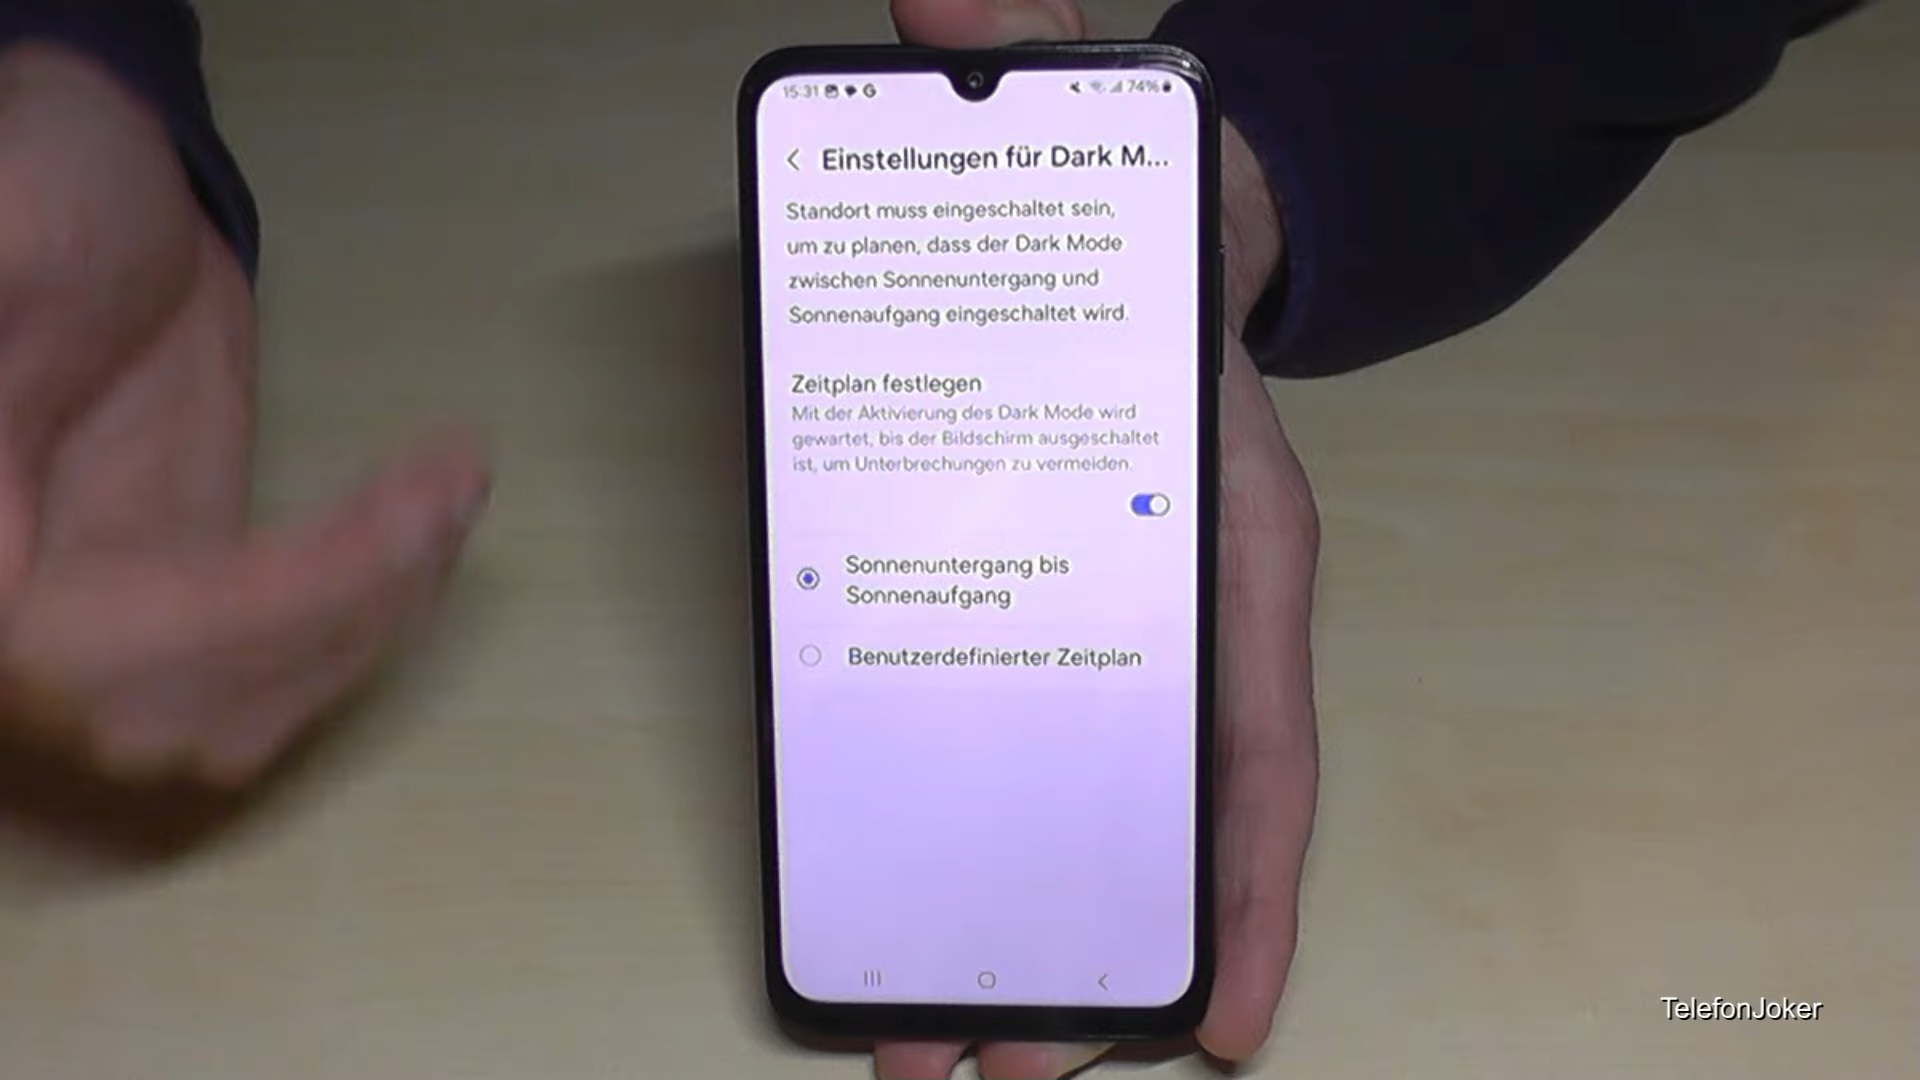 15:31 G 74%
Einstellungen für Dark M...
Standort muss eingeschaltet sein,
um zu planen, dass der Dark Mode
zwischen Sonnenuntergang und
Sonnenaufgang eingeschaltet wird.
Zeitplan festlegen
Mit der Aktivierung des Dark Mode wird
gewartet, bis der Bildschirm ausgeschaltet
ist, um Unterbrechungen zu vermeiden.
Sonnenuntergang bis
Sonnenaufgang
Benutzerdefinierter Zeitplan
TelefonJoker